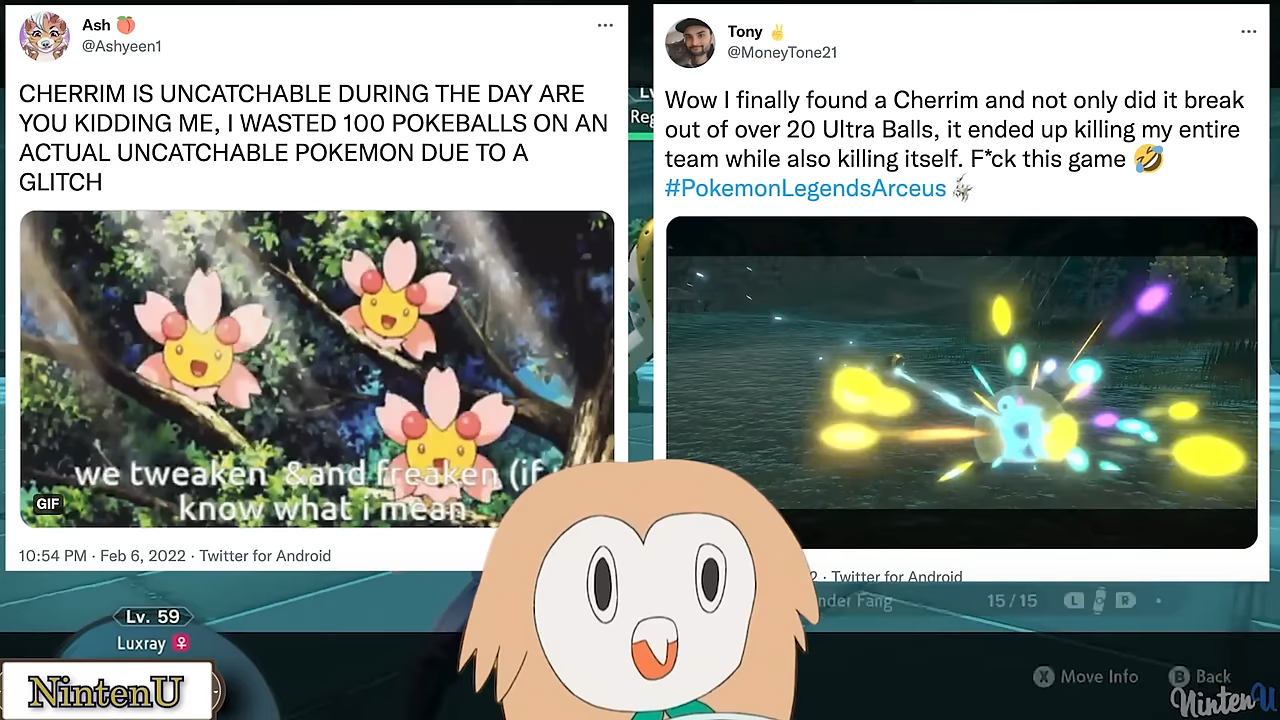 Ash 🍑
@Ashyeen1
CHERRIM IS UNCATCHABLE DURING THE DAY ARE
YOU KIDDING ME, I WASTED 100 POKEBALLS ON AN
ACTUAL UNCATCHABLE POKEMON DUE TO A
GLITCH
we tweaken &and freaken (if
know what i mean
GIF
10:54 PM · Feb 6, 2022 · Twitter for Android
Tony ✌
@MoneyTone21
Wow I finally found a Cherrim and not only did it break
out of over 20 Ultra Balls, it ended up killing my entire
team while also killing itself. F*ck this game 🤣
#PokemonLegendsArceus
2 · Twitter for Android
Lv
Reg
Fang 15/15 L R
Lv. 59
Luxray ♀
NintenU
X Move Info B Back
NintenU